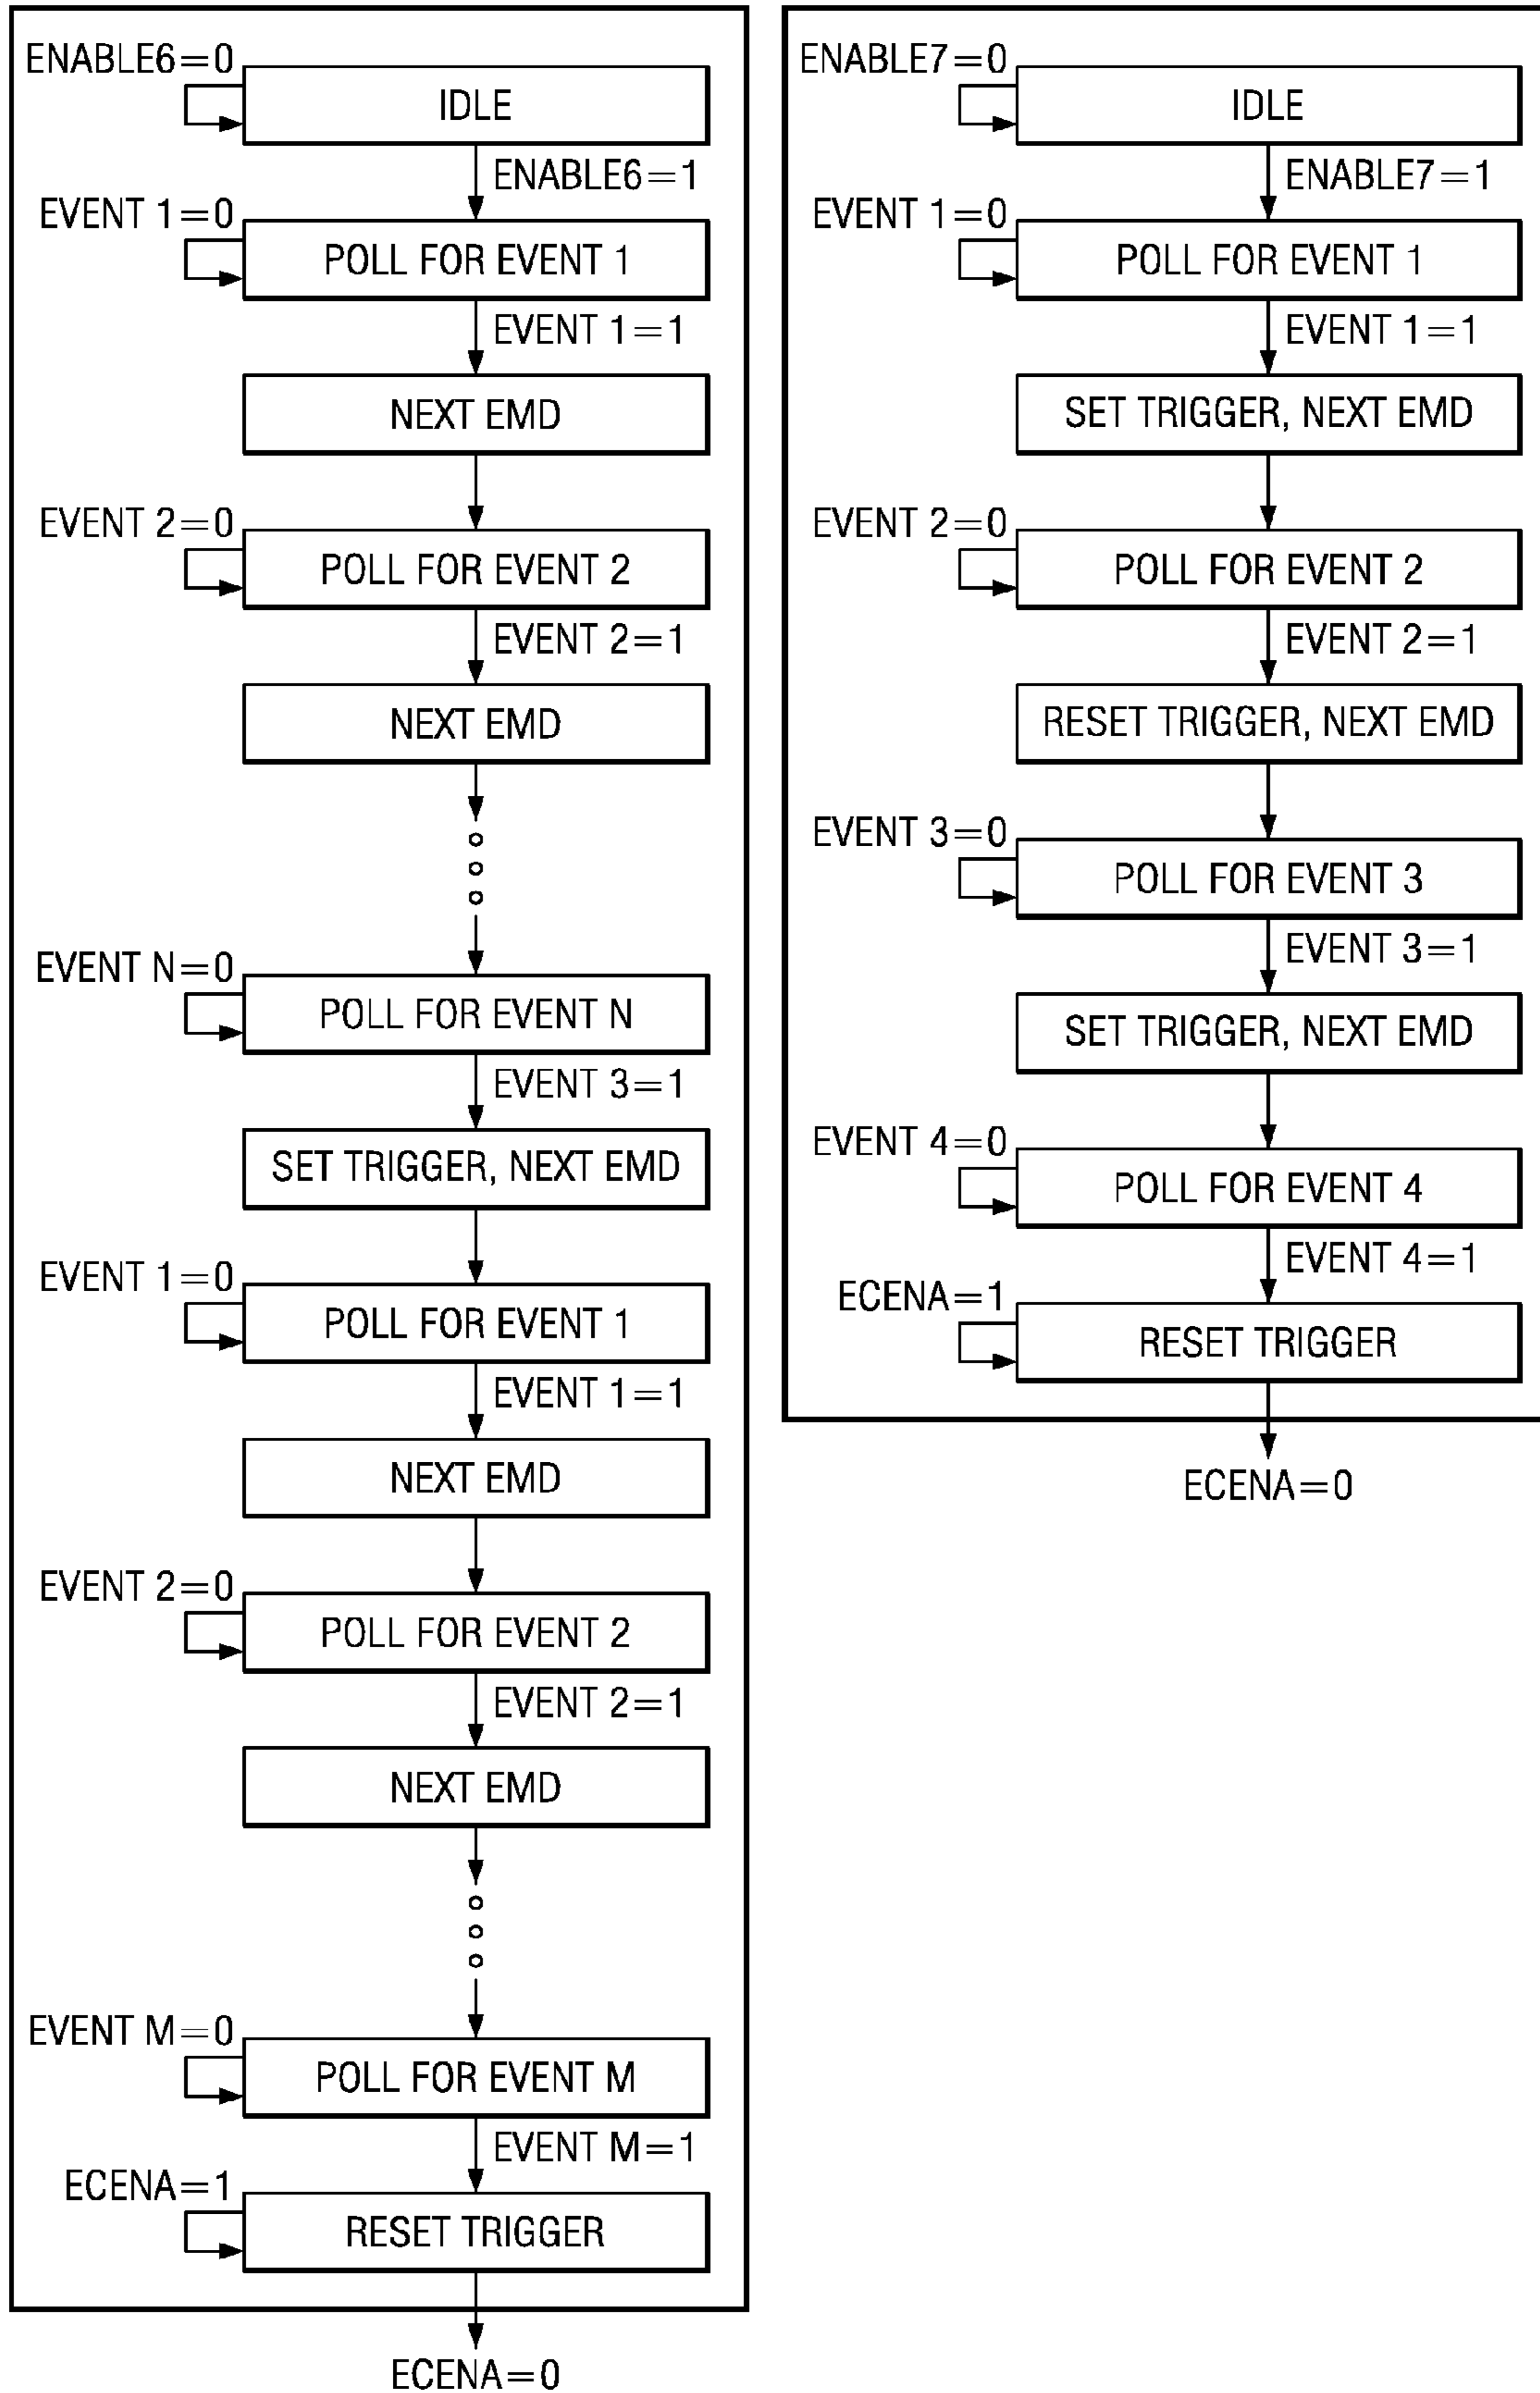 ENABLE6=0
IDLE
ENABLE6=1
EVENT 1=0
POLL FOR EVENT 1
EVENT 1=1
NEXT EMD
EVENT 2=0
POLL FOR EVENT 2
EVENT 2=1
NEXT EMD
EVENT N=0
POLL FOR EVENT N
EVENT 3=1
SET TRIGGER, NEXT EMD
EVENT 1=0
POLL FOR EVENT 1
EVENT 1=1
NEXT EMD
EVENT 2=0
POLL FOR EVENT 2
EVENT 2=1
NEXT EMD
EVENT M=0
POLL FOR EVENT M
EVENT M=1
ECENA=1
RESET TRIGGER
ECENA=0
ENABLE7=0
IDLE
ENABLE7=1
EVENT 1=0
POLL FOR EVENT 1
EVENT 1=1
SET TRIGGER, NEXT EMD
EVENT 2=0
POLL FOR EVENT 2
EVENT 2=1
RESET TRIGGER, NEXT EMD
EVENT 3=0
POLL FOR EVENT 3
EVENT 3=1
SET TRIGGER, NEXT EMD
EVENT 4=0
POLL FOR EVENT 4
EVENT 4=1
ECENA=1
RESET TRIGGER
ECENA=0